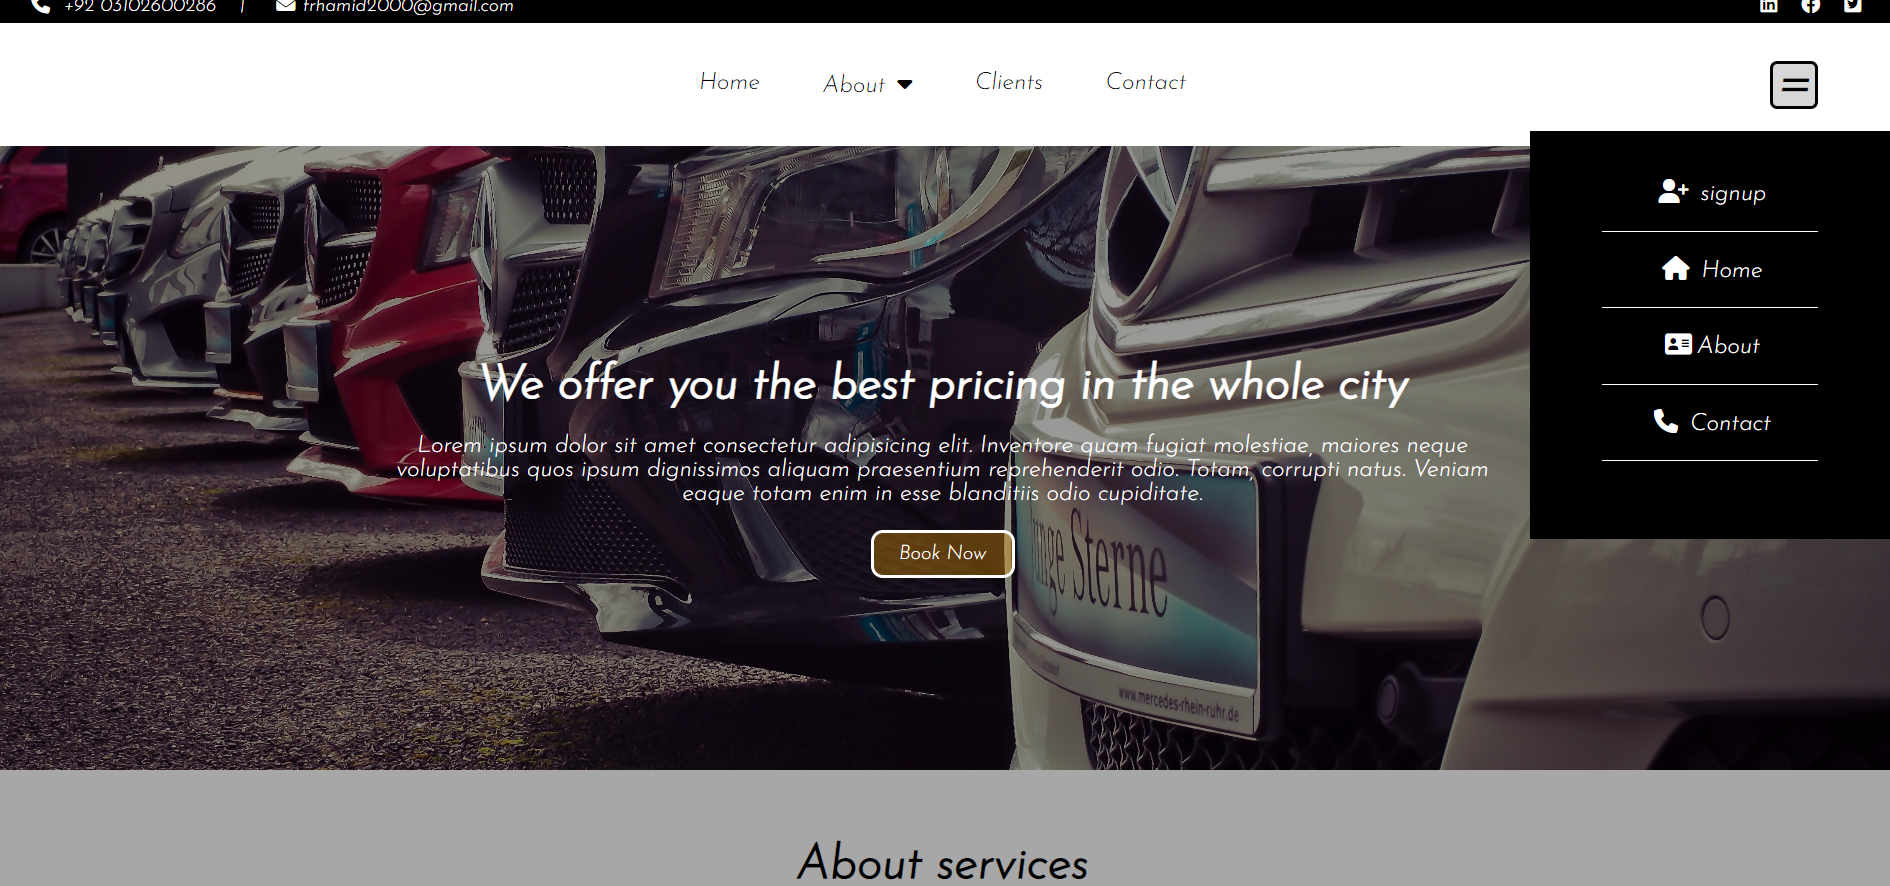 +92 03102600286 | frhamid2000@gmail.com
Home About Clients Contact
signup
Home
About
Contact
We offer you the best pricing in the whole city
Lorem ipsum dolor sit amet consectetur adipisicing elit. Inventore quam fugiat molestiae, maiores neque
voluptatibus quos ipsum dignissimos aliquam praesentium reprehenderit odio. Totam, corrupti natus. Veniam
eaque totam enim in esse blanditiis odio cupiditate.
Book Now
unge Sterne
www.mercedes-rhein-ruhr.de
About services